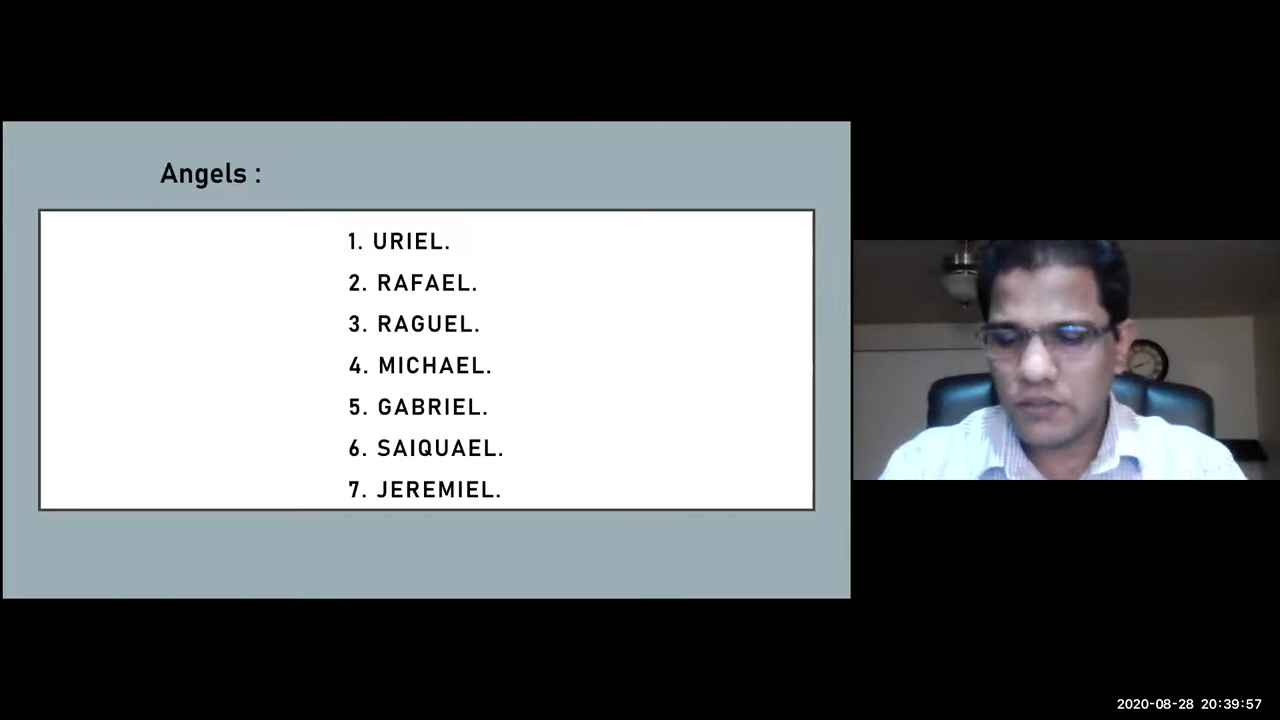 Angels :
1. URIEL.
2. RAFAEL.
3. RAGUEL.
4. MICHAEL.
5. GABRIEL.
6. SAIQUAEL.
7. JEREMIEL.
2020-08-28 20:39:57